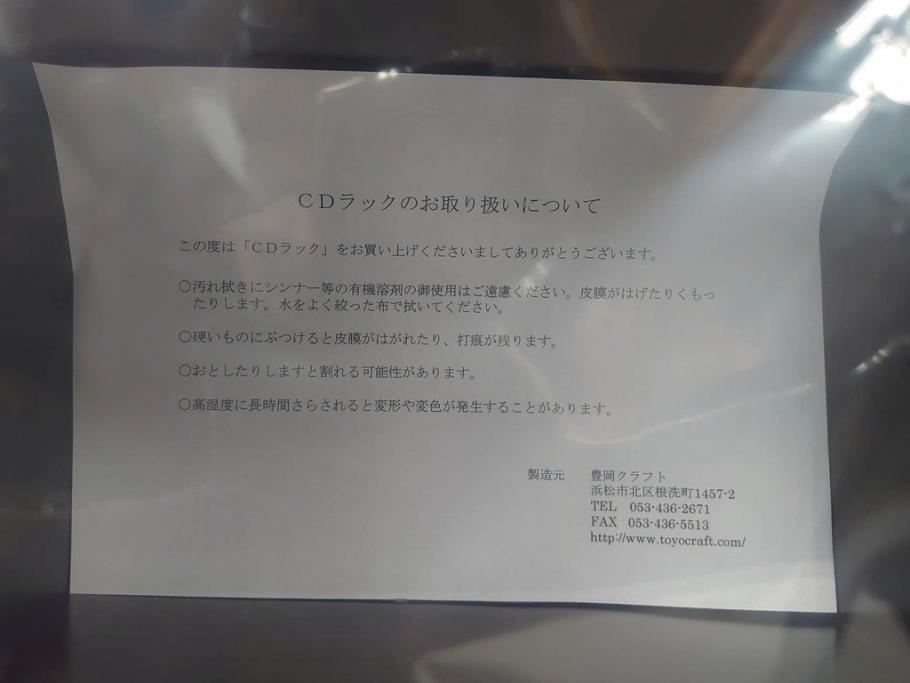 ＣＤラックのお取り扱いについて
この度は「ＣＤラック」をお買い上げくださいましてありがとうございます。
○汚れ拭きにシンナー等の有機溶剤の御使用はご遠慮ください。皮膜がはげたりくもっ
たりします。水をよく絞った布で拭いてください。
○硬いものにぶつけると皮膜がはがれたり、打痕が残ります。
○おとしたりしますと割れる可能性があります。
○高湿度に長時間さらされると変形や変色が発生することがあります。
製造元　豊岡クラフト
浜松市北区根洗町1457-2
TEL　053-436-2671
FAX　053-436-5513
http://www.toyocraft.com/